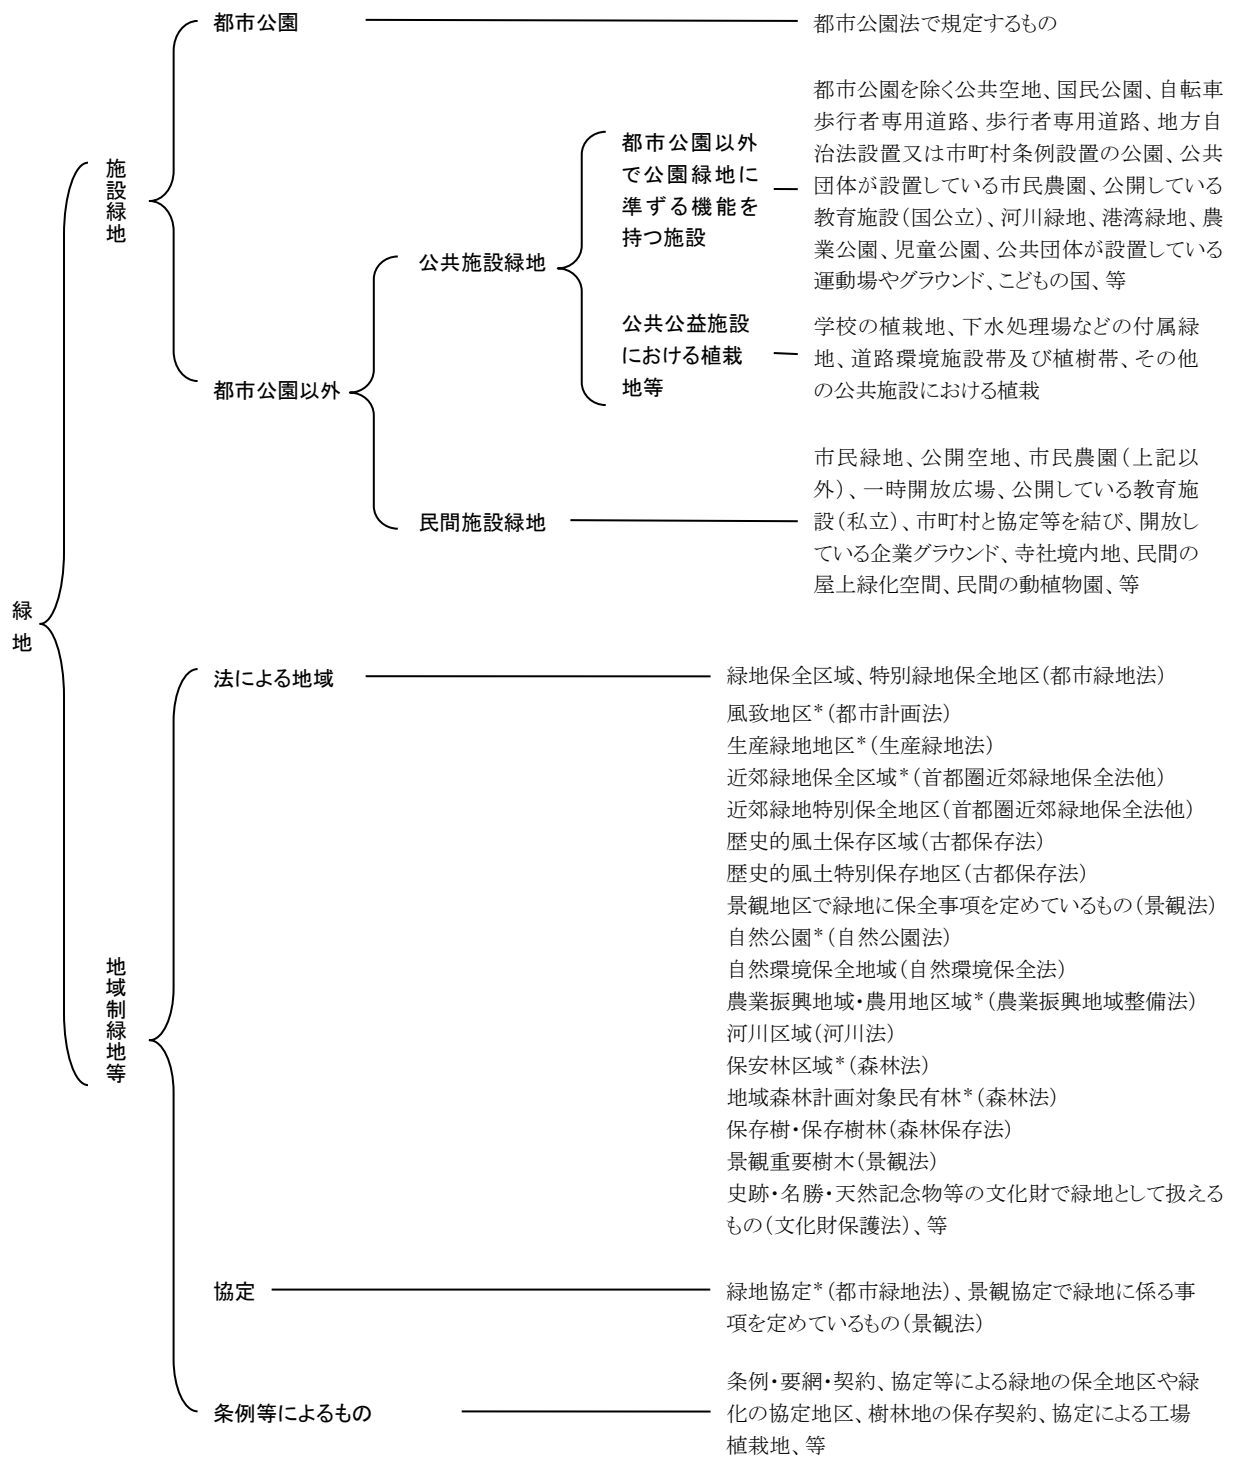 緑地
施設緑地
都市公園
都市公園法で規定するもの
都市公園以外
公共施設緑地
都市公園以外
で公園緑地に
準ずる機能を
持つ施設
都市公園を除く公共空地、国民公園、自転車
歩行者専用道路、歩行者専用道路、地方自
治法設置又は市町村条例設置の公園、公共
団体が設置している市民農園、公開している
教育施設(国公立)、河川緑地、港湾緑地、農
業公園、児童公園、公共団体が設置している
運動場やグラウンド、こどもの国、等
公共公益施設
における植栽
地等
学校の植栽地、下水処理場などの付属緑
地、道路環境施設帯及び植樹帯、その他
の公共施設における植栽
民間施設緑地
市民緑地、公開空地、市民農園(上記以
外)、一時開放広場、公開している教育施
設(私立)、市町村と協定等を結び、開放し
ている企業グラウンド、寺社境内地、民間の
屋上緑化空間、民間の動植物園、等
地域制緑地等
法による地域
緑地保全区域、特別緑地保全地区(都市緑地法)
風致地区*(都市計画法)
生産緑地地区*(生産緑地法)
近郊緑地保全区域*(首都圏近郊緑地保全法他)
近郊緑地特別保全地区(首都圏近郊緑地保全法他)
歴史的風土保存区域(古都保存法)
歴史的風土特別保存地区(古都保存法)
景観地区で緑地に保全事項を定めているもの(景観法)
自然公園*(自然公園法)
自然環境保全地域(自然環境保全法)
農業振興地域・農用地区域*(農業振興地域整備法)
河川区域(河川法)
保安林区域*(森林法)
地域森林計画対象民有林*(森林法)
保存樹・保存樹林(森林保存法)
景観重要樹木(景観法)
史跡・名勝・天然記念物等の文化財で緑地として扱える
もの(文化財保護法)、等
協定
緑地協定*(都市緑地法)、景観協定で緑地に係る事
項を定めているもの(景観法)
条例等によるもの
条例・要網・契約、協定等による緑地の保全地区や緑
化の協定地区、樹林地の保存契約、協定による工場
植栽地、等